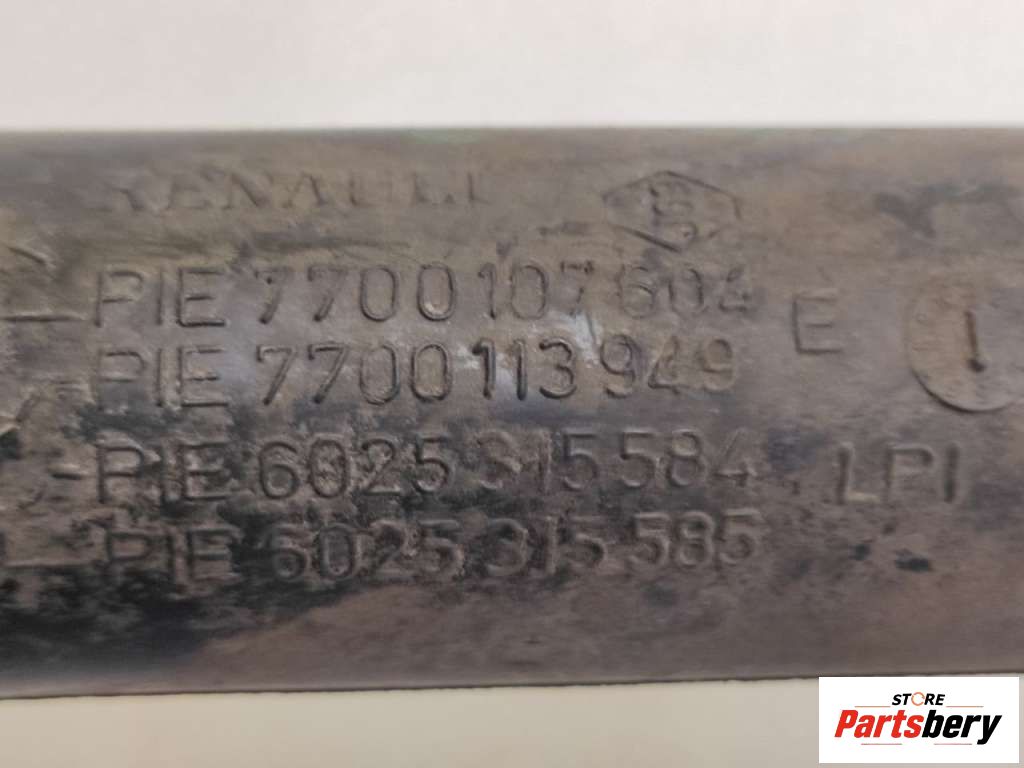 RENAULT
PIE 7700107604 E
PIE 7700113949
PIE 6025315584 LPI
PIE 6025315585
STORE
Partsbery